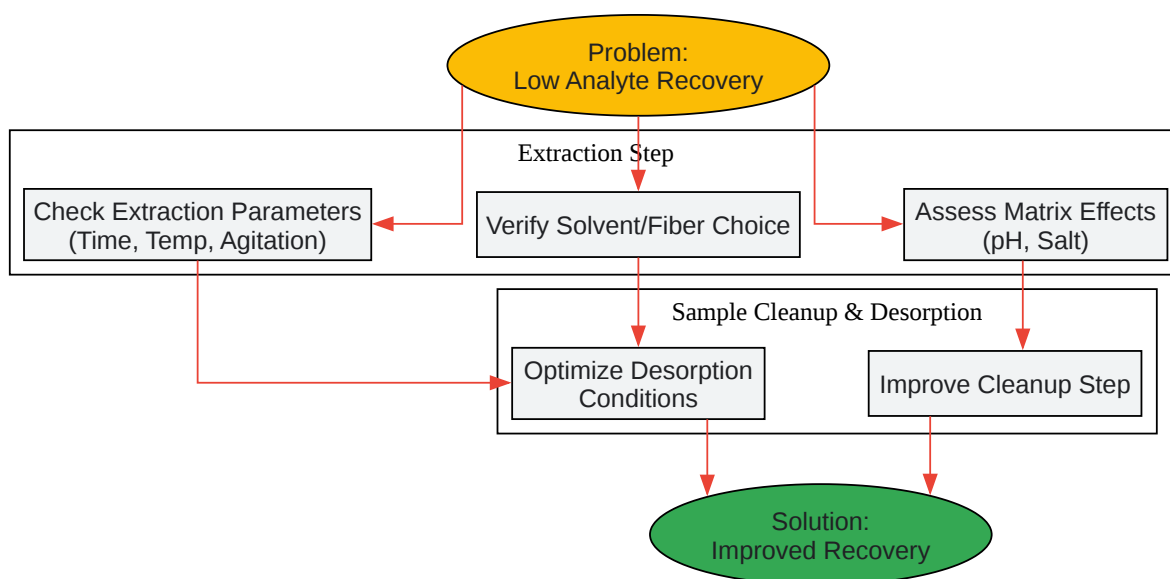 Problem:
Low Analyte Recovery
Extraction Step
Check Extraction Parameters
(Time, Temp, Agitation)
Verify Solvent/Fiber Choice
Assess Matrix Effects
(pH, Salt)
Sample Cleanup & Desorption
Optimize Desorption
Conditions
Improve Cleanup Step
Solution:
Improved Recovery